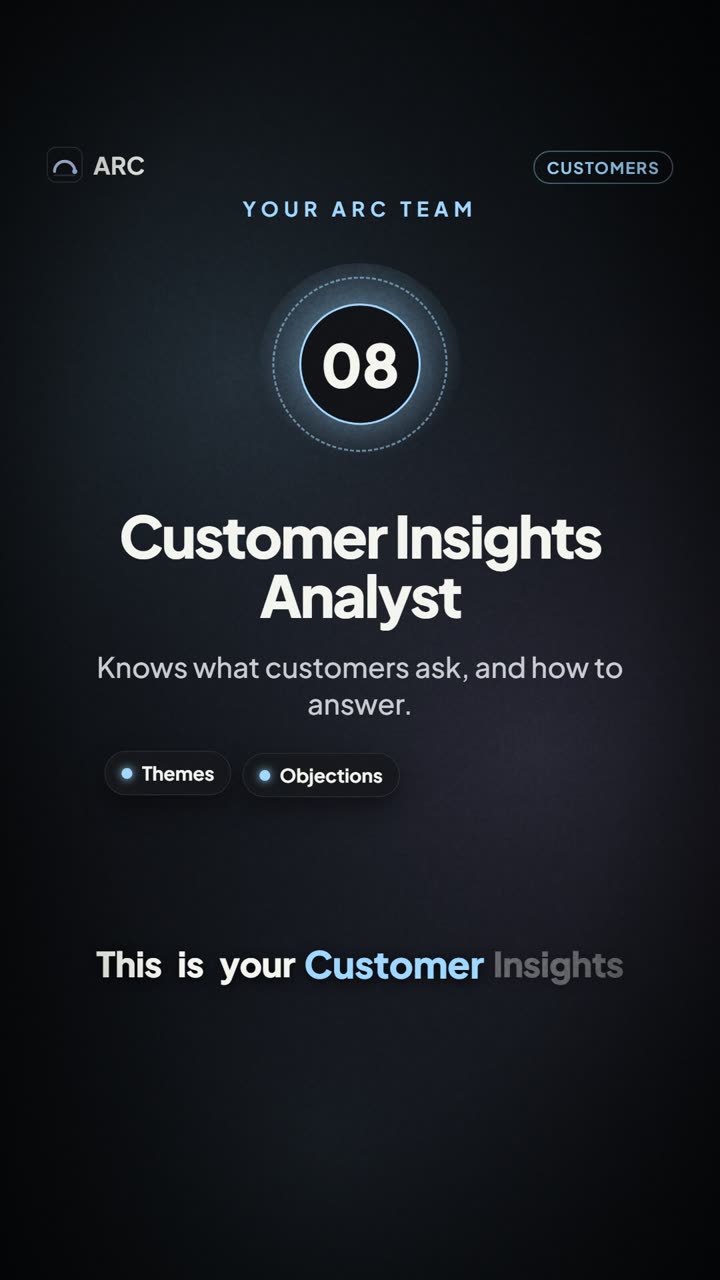 ARC
CUSTOMERS
YOUR ARC TEAM
08
Customer Insights
Analyst
Knows what customers ask, and how to
answer.
Themes
Objections
This is your Customer Insights